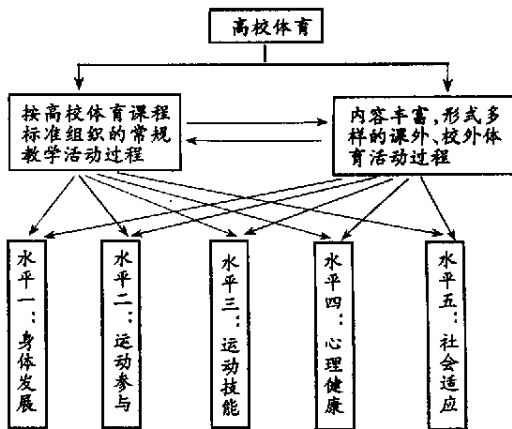 高校体育
按高校体育课程
标准组织的常规
教学活动过程
内容丰富,形式多
样的课外、校外体
育活动过程
水平一：身体发展
水平二：运动参与
水平三：运动技能
水平四：心理健康
水平五：社会适应